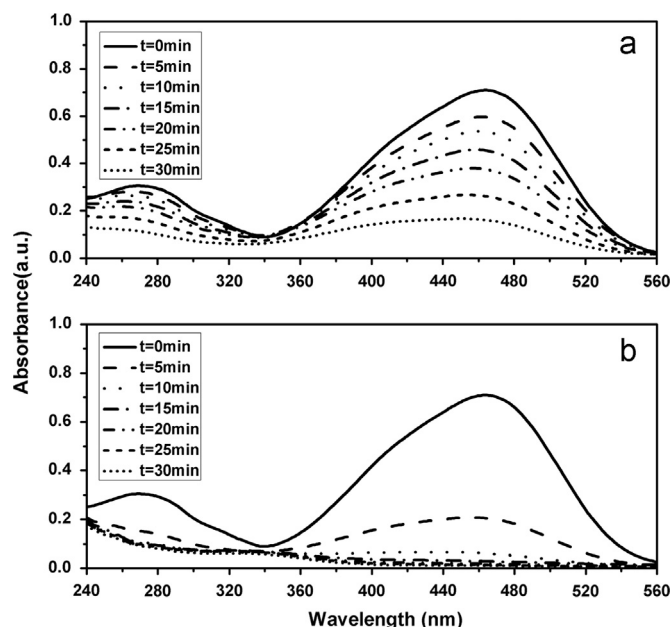 a
t=0min
t=5min
t=10min
t=15min
t=20min
t=25min
t=30min
1.0
0.8
0.6
0.4
0.2
0.0
240 280 320 360 400 440 480 520 560
Absorbance(a.u.)
b
t=0min
t=5min
t=10min
t=15min
t=20min
t=25min
t=30min
1.0
0.8
0.6
0.4
0.2
0.0
240 280 320 360 400 440 480 520 560
Wavelength (nm)